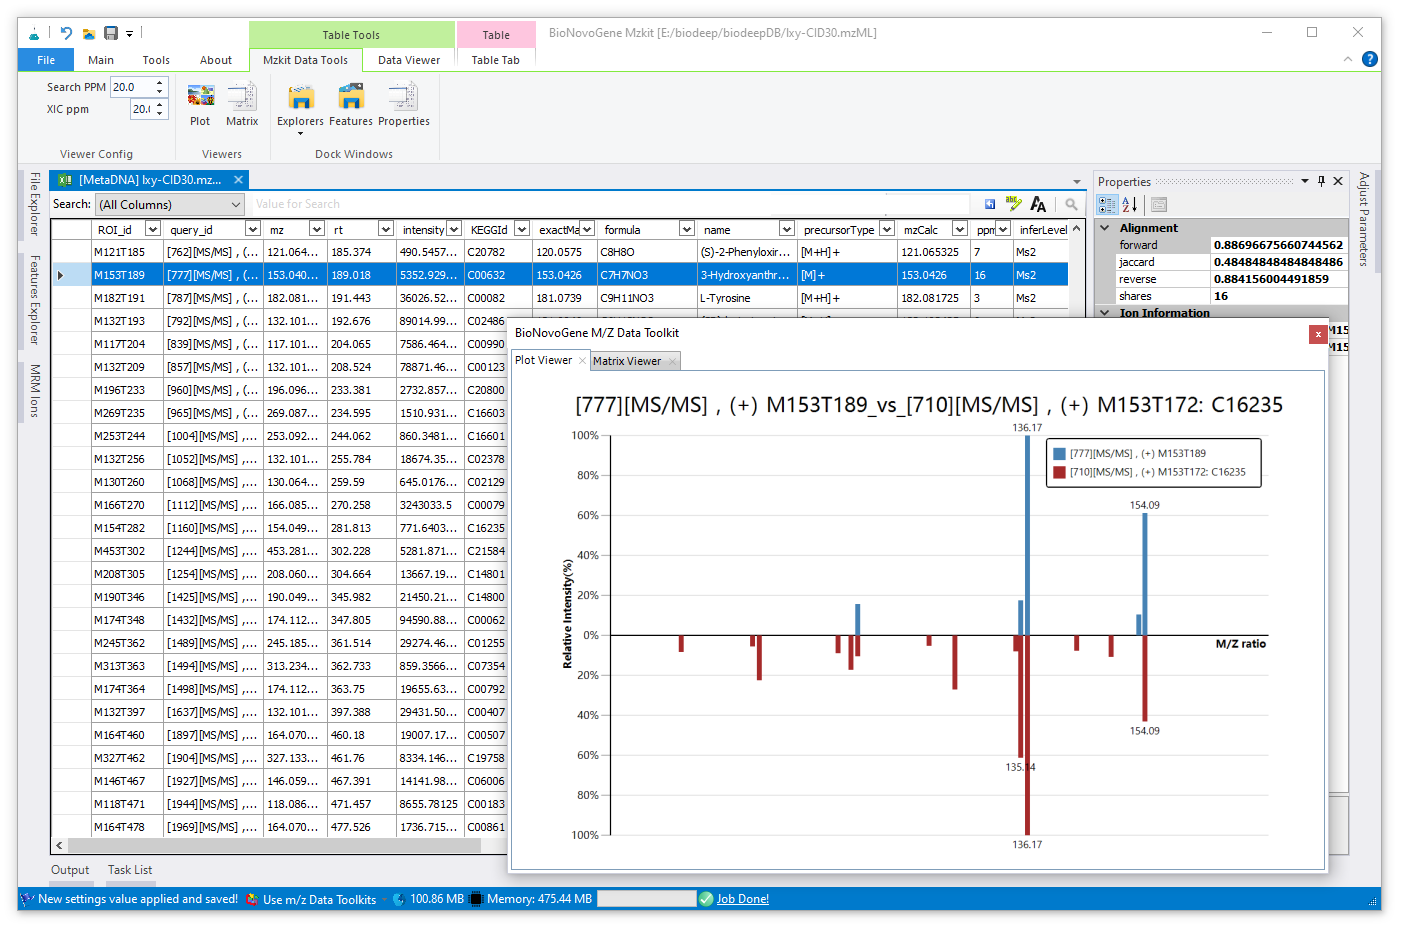 Table Tools
Table
BioNovoGene Mzkit [E:/biodeep/biodeepDB/lxy-CID30.mzML]
File
Main
Tools
About
Mzkit Data Tools
Data Viewer
Table Tab
Search PPM 20.0
XIC ppm
Plot
Matrix
Explorers
Features
Properties
Viewer Config
Viewers
Dock Windows
File Explorer
Features Explorer
MRM Ions
[MetaDNA] lxy-CID30.mz...
Search: (All Columns)
Value for Search
ROI_id query_id mz rt intensity KEGGId exactMa formula name precursorType mzCalc ppm inferLevel
M121T185 [762][MS/MS] , (... 121.064... 185.374 490.5457... C20782 120.0575 C8H8O (S)-2-Phenyloxir... [M+H]+ 121.065325 7 Ms2
M153T189 [777][MS/MS] , (... 153.040... 189.018 5352.929... C00632 153.0426 C7H7NO3 3-Hydroxyanthr... [M]+ 153.0426 16 Ms2
M182T191 [787][MS/MS] , (... 182.081... 191.443 36026.52... C00082 181.0739 C9H11NO3 L-Tyrosine [M+H]+ 182.081725 3 Ms2
M132T193 [792][MS/MS] , (... 132.101... 192.676 89014.99... C02486
M117T204 [839][MS/MS] , (... 117.101... 204.065 7586.464... C00990
M132T209 [857][MS/MS] , (... 132.101... 208.524 78871.46... C00123
M196T233 [960][MS/MS] , (... 196.096... 233.381 2732.857... C20800
M269T235 [965][MS/MS] , (... 269.087... 234.595 1510.931... C16603
M253T244 [1004][MS/MS] ,... 253.092... 244.062 860.3481... C16601
M132T256 [1052][MS/MS] ,... 132.101... 255.784 18674.35... C02378
M130T260 [1068][MS/MS] ,... 130.064... 259.59 645.0176... C02129
M166T270 [1112][MS/MS] ,... 166.085... 270.258 3243033.5 C00079
M154T282 [1160][MS/MS] ,... 154.049... 281.813 771.6403... C16235
M453T302 [1244][MS/MS] ,... 453.281... 302.228 5281.871... C21584
M208T305 [1254][MS/MS] ,... 208.060... 304.664 13667.19... C14801
M190T346 [1425][MS/MS] ,... 190.049... 345.982 21450.21... C14800
M174T348 [1432][MS/MS] ,... 174.112... 347.805 94590.88... C00062
M245T362 [1489][MS/MS] ,... 245.185... 361.514 29274.46... C01255
M313T363 [1494][MS/MS] ,... 313.234... 362.733 859.3566... C07354
M174T364 [1498][MS/MS] ,... 174.112... 363.75 19655.63... C00792
M132T397 [1637][MS/MS] ,... 132.101... 397.388 29431.50... C00407
M164T460 [1897][MS/MS] ,... 164.070... 460.18 19007.17... C00507
M327T462 [1904][MS/MS] ,... 327.133... 461.76 8334.146... C19758
M146T467 [1927][MS/MS] ,... 146.059... 467.391 14141.98... C06006
M118T471 [1944][MS/MS] ,... 118.086... 471.457 8655.78125 C00183
M164T478 [1969][MS/MS] ,... 164.070... 477.526 1736.715... C00861
Properties
Alignment
forward 0.88696675660744562
jaccard 0.48484848484848486
reverse 0.884156004491859
shares 16
Ion Information
M15
M15
Adjust Parameters
BioNovoGene M/Z Data Toolkit
Plot Viewer
Matrix Viewer
[777][MS/MS] , (+) M153T189_vs_[710][MS/MS] , (+) M153T172: C16235
136.17
[777][MS/MS] , (+) M153T189
[710][MS/MS] , (+) M153T172: C16235
154.09
100%
80%
60%
40%
20%
0%
20%
40%
60%
80%
100%
Relative Intensity(%)
M/Z ratio
154.09
135.14
136.17
Output
Task List
New settings value applied and saved!
Use m/z Data Toolkits
100.86 MB
Memory: 475.44 MB
Job Done!